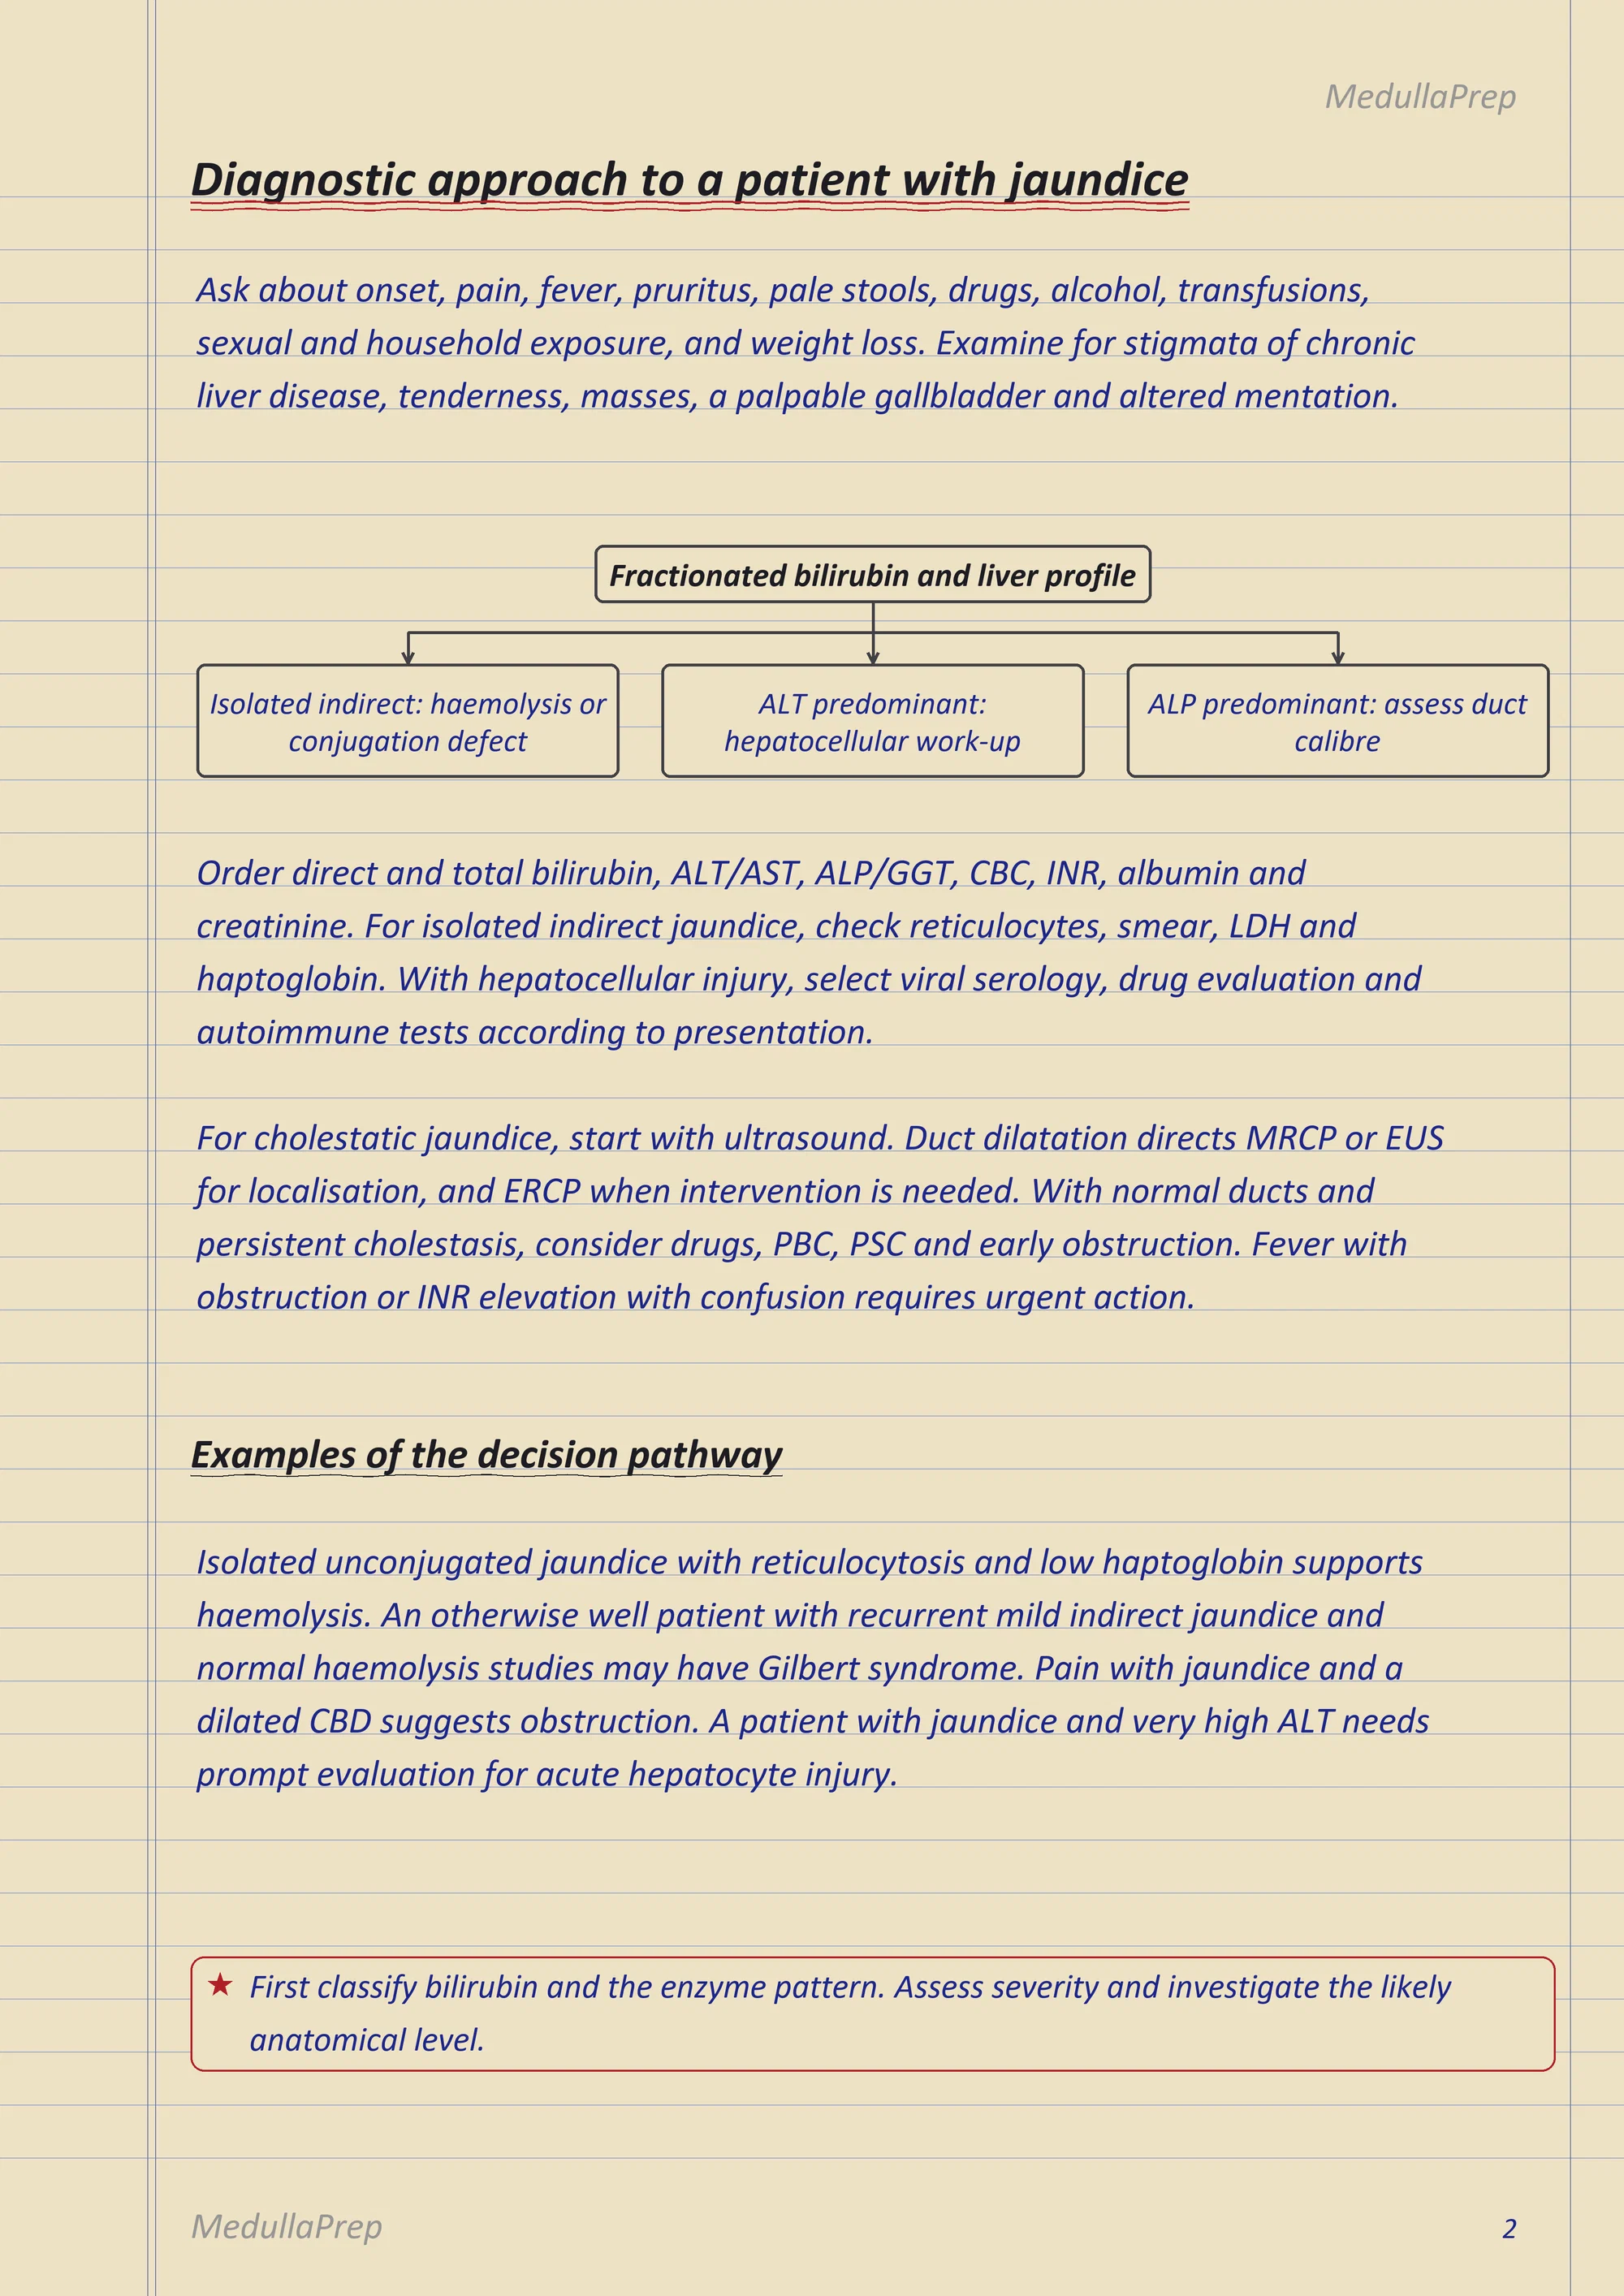 MedullaPrep
Diagnostic approach to a patient with jaundice
Ask about onset, pain, fever, pruritus, pale stools, drugs, alcohol, transfusions,
sexual and household exposure, and weight loss. Examine for stigmata of chronic
liver disease, tenderness, masses, a palpable gallbladder and altered mentation.
Fractionated bilirubin and liver profile
Isolated indirect: haemolysis or
conjugation defect
ALT predominant:
hepatocellular work-up
ALP predominant: assess duct
calibre
Order direct and total bilirubin, ALT/AST, ALP/GGT, CBC, INR, albumin and
creatinine. For isolated indirect jaundice, check reticulocytes, smear, LDH and
haptoglobin. With hepatocellular injury, select viral serology, drug evaluation and
autoimmune tests according to presentation.
For cholestatic jaundice, start with ultrasound. Duct dilatation directs MRCP or EUS
for localisation, and ERCP when intervention is needed. With normal ducts and
persistent cholestasis, consider drugs, PBC, PSC and early obstruction. Fever with
obstruction or INR elevation with confusion requires urgent action.
Examples of the decision pathway
Isolated unconjugated jaundice with reticulocytosis and low haptoglobin supports
haemolysis. An otherwise well patient with recurrent mild indirect jaundice and
normal haemolysis studies may have Gilbert syndrome. Pain with jaundice and a
dilated CBD suggests obstruction. A patient with jaundice and very high ALT needs
prompt evaluation for acute hepatocyte injury.
★ First classify bilirubin and the enzyme pattern. Assess severity and investigate the likely
anatomical level.
MedullaPrep
2